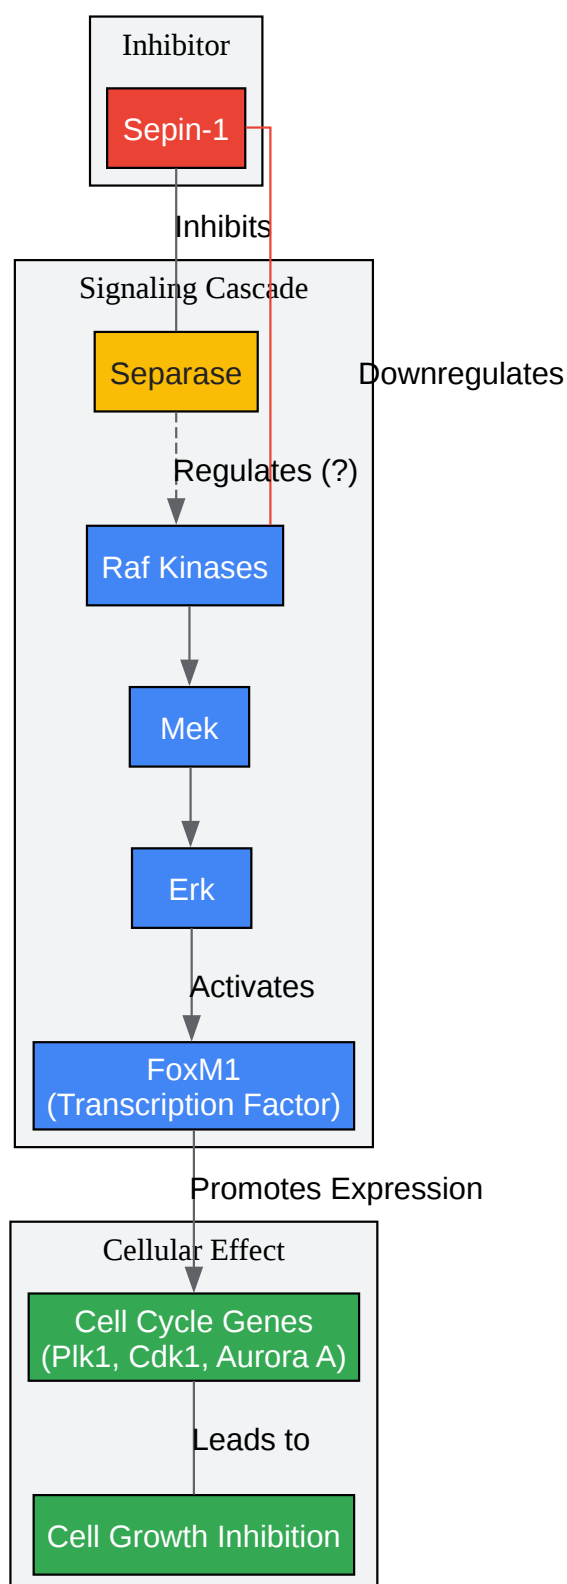 Inhibitor
Sepin-1
Inhibits
Signaling Cascade
Separase
Downregulates
Regulates (?)
Raf Kinases
Mek
Erk
Activates
FoxM1
(Transcription Factor)
Promotes Expression
Cellular Effect
Cell Cycle Genes
(Plk1, Cdk1, Aurora A)
Leads to
Cell Growth Inhibition